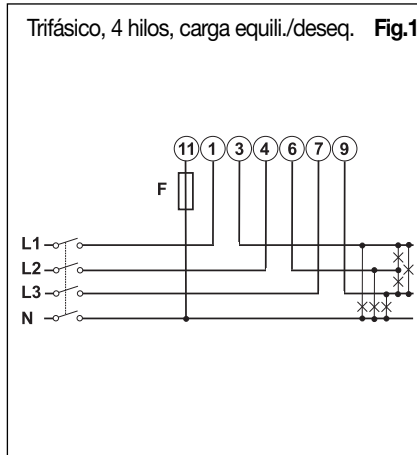 Trifásico, 4 hilos, carga equili./deseq. Fig.1
11 1 3 4 6 7 9
F
L1
L2
L3
N